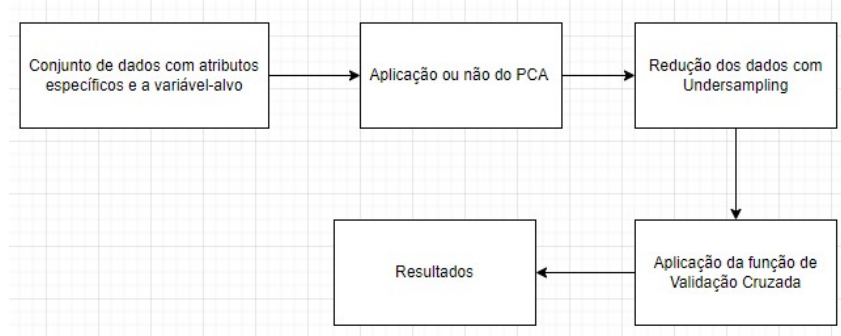 Conjunto de dados com atributos
específicos e a variável-alvo
Aplicação ou não do PCA
Redução dos dados com
Undersampling
Aplicação da função de
Validação Cruzada
Resultados